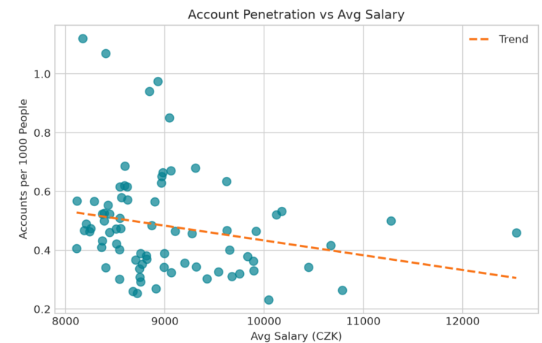 Account Penetration vs Avg Salary
Trend
Accounts per 1000 People
1.0
0.8
0.6
0.4
0.2
8000 9000 10000 11000 12000
Avg Salary (CZK)